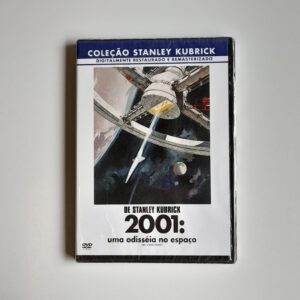 COLEÇÃO STANLEY KUBRICK
DIGITALMENTE RESTAURADO E REMASTERIZADO
DE STANLEY KUBRICK
2001:
uma odisséia no espaço
DVD